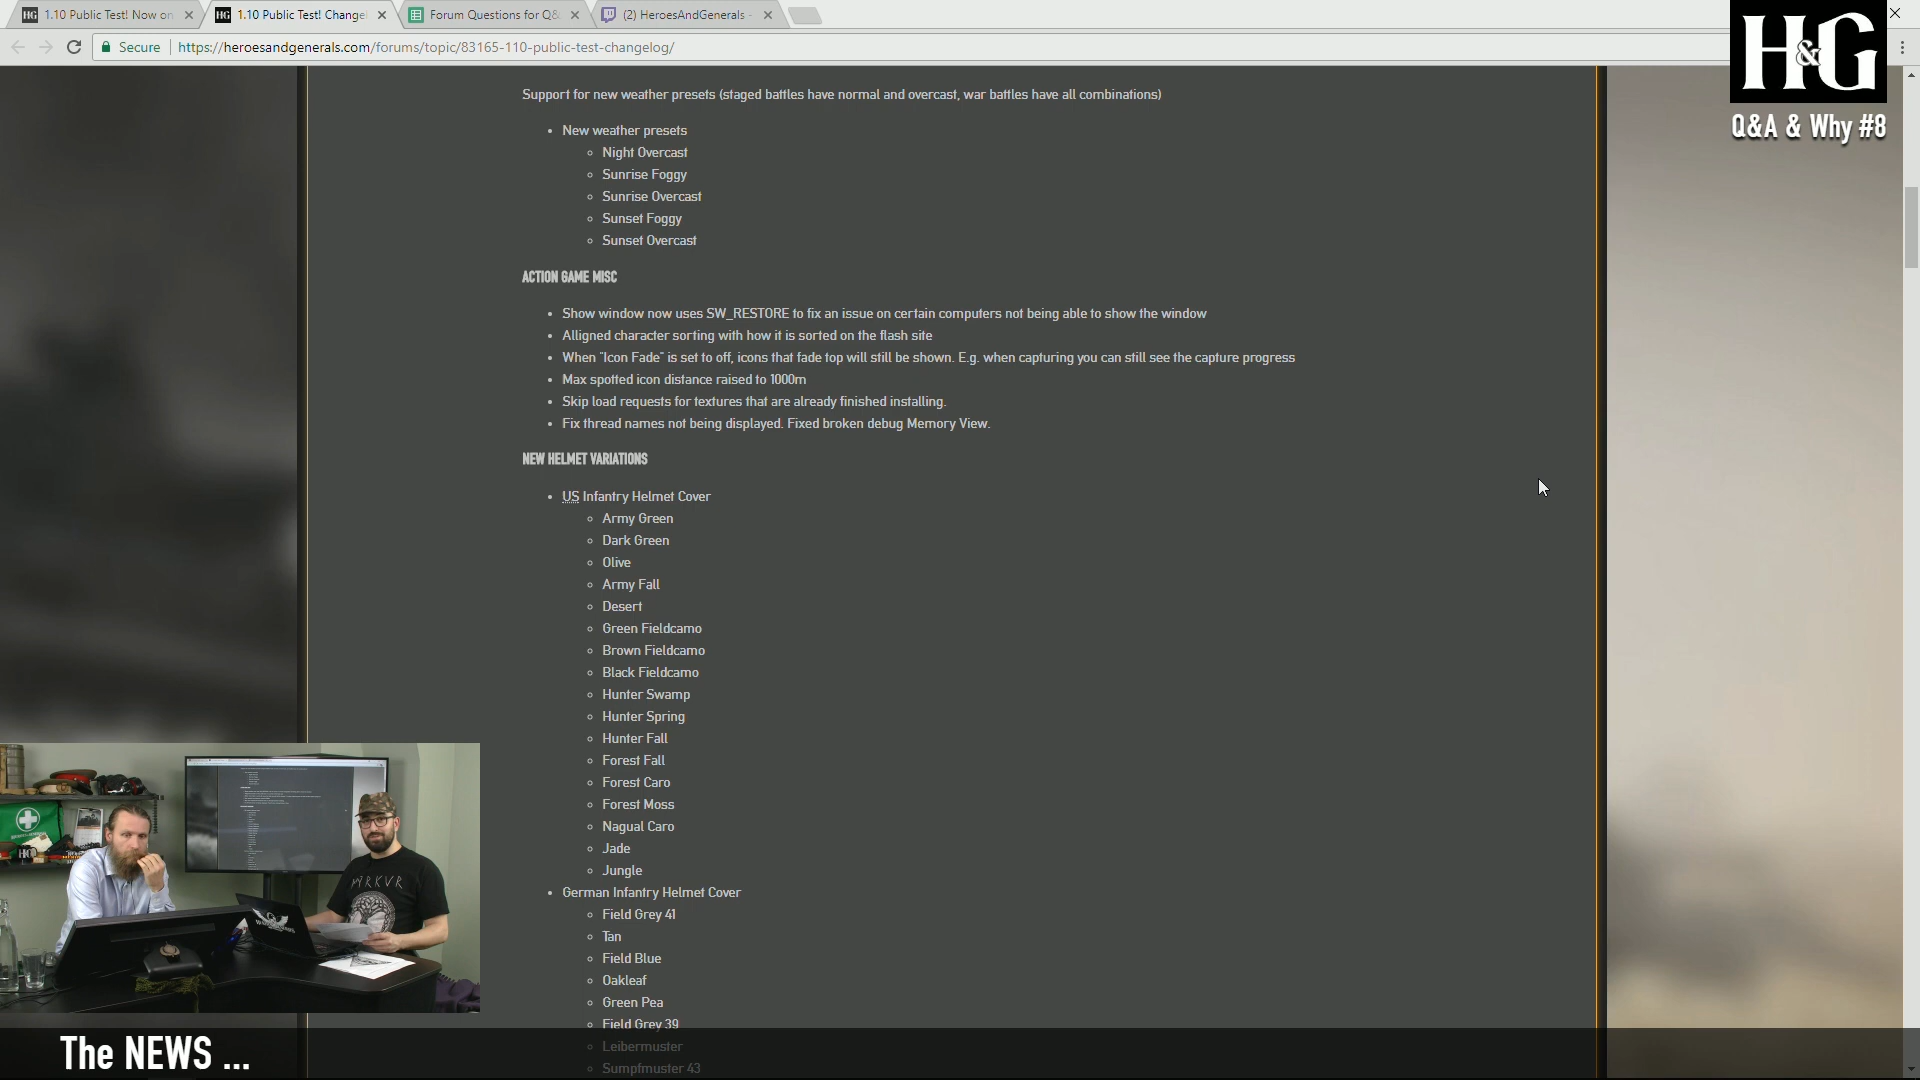 1.10 Public Test! Now on
1.10 Public Test! Change
Forum Questions for Q&
(2) HeroesAndGenerals -
Secure
https://heroesandgenerals.com/forums/topic/83165-110-public-test-changelog/
H&G
Q&A & Why #8
Support for new weather presets (staged battles have normal and overcast, war battles have all combinations)
New weather presets
Night Overcast
Sunrise Foggy
Sunrise Overcast
Sunset Foggy
Sunset Overcast
ACTION GAME MISC
Show window now uses SW_RESTORE to fix an issue on certain computers not being able to show the window
Alligned character sorting with how it is sorted on the flash site
When "Icon Fade" is set to off, icons that fade top will still be shown. E.g. when capturing you can still see the capture progress
Max spotted icon distance raised to 1000m
Skip load requests for textures that are already finished installing.
Fix thread names not being displayed. Fixed broken debug Memory View.
NEW HELMET VARIATIONS
US Infantry Helmet Cover
Army Green
Dark Green
Olive
Army Fall
Desert
Green Fieldcamo
Brown Fieldcamo
Black Fieldcamo
Hunter Swamp
Hunter Spring
Hunter Fall
Forest Fall
Forest Caro
Forest Moss
Nagual Caro
Jade
Jungle
German Infantry Helmet Cover
Field Grey 41
Tan
Field Blue
Oakleaf
Green Pea
Field Grey 39
Leibermuster
Sumpfmuster 43
MYRKVR
The NEWS ...